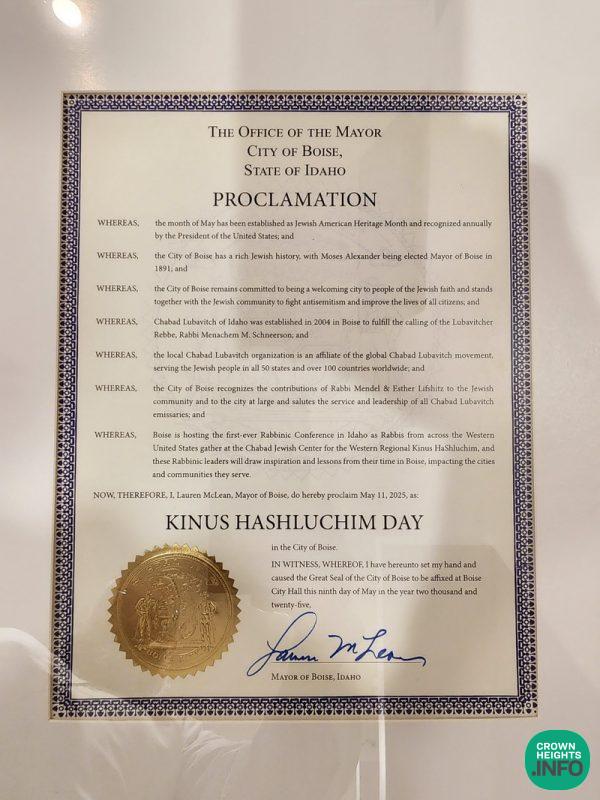 THE OFFICE OF THE MAYOR
CITY OF BOISE,
STATE OF IDAHO
PROCLAMATION
WHEREAS, the month of May has been established as Jewish American Heritage Month and recognized annually
by the President of the United States; and
WHEREAS, the City of Boise has a rich Jewish history, with Moses Alexander being elected Mayor of Boise in
1891; and
WHEREAS, the City of Boise remains committed to being a welcoming city to people of the Jewish faith and stands
together with the Jewish community to fight antisemitism and improve the lives of all citizens; and
WHEREAS, Chabad Lubavitch of Idaho was established in 2004 in Boise to fulfill the calling of the Lubavitcher
Rebbe, Rabbi Menachem M. Schneerson; and
WHEREAS, the local Chabad Lubavitch organization is an affiliate of the global Chabad Lubavitch movement,
serving the Jewish people in all 50 states and over 100 countries worldwide; and
WHEREAS, the City of Boise recognizes the contributions of Rabbi Mendel & Esther Lifshitz to the Jewish
community and to the city at large and salutes the service and leadership of all Chabad Lubavitch
emissaries; and
WHEREAS, Boise is hosting the first-ever Rabbinic Conference in Idaho as Rabbis from across the Western
United States gather at the Chabad Jewish Center for the Western Regional Kinus HaShluchim, and
these Rabbinic leaders will draw inspiration and lessons from their time in Boise, impacting the cities
and communities they serve.
NOW, THEREFORE, I, Lauren McLean, Mayor of Boise, do hereby proclaim May 11, 2025, as:
KINUS HASHLUCHIM DAY
in the City of Boise.
IN WITNESS, WHEREOF, I have hereunto set my hand and
caused the Great Seal of the City of Boise to be affixed at Boise
City Hall this ninth day of May in the year two thousand and
twenty-five.
Lauren McLean
MAYOR OF BOISE, IDAHO
CROWN
HEIGHTS
.INFO